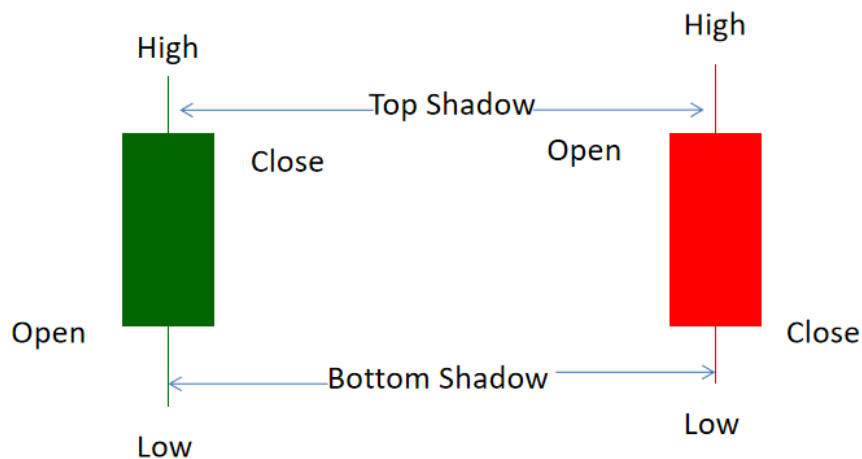 High
High
Top Shadow
Close
Open
Open
Close
Bottom Shadow
Low
Low